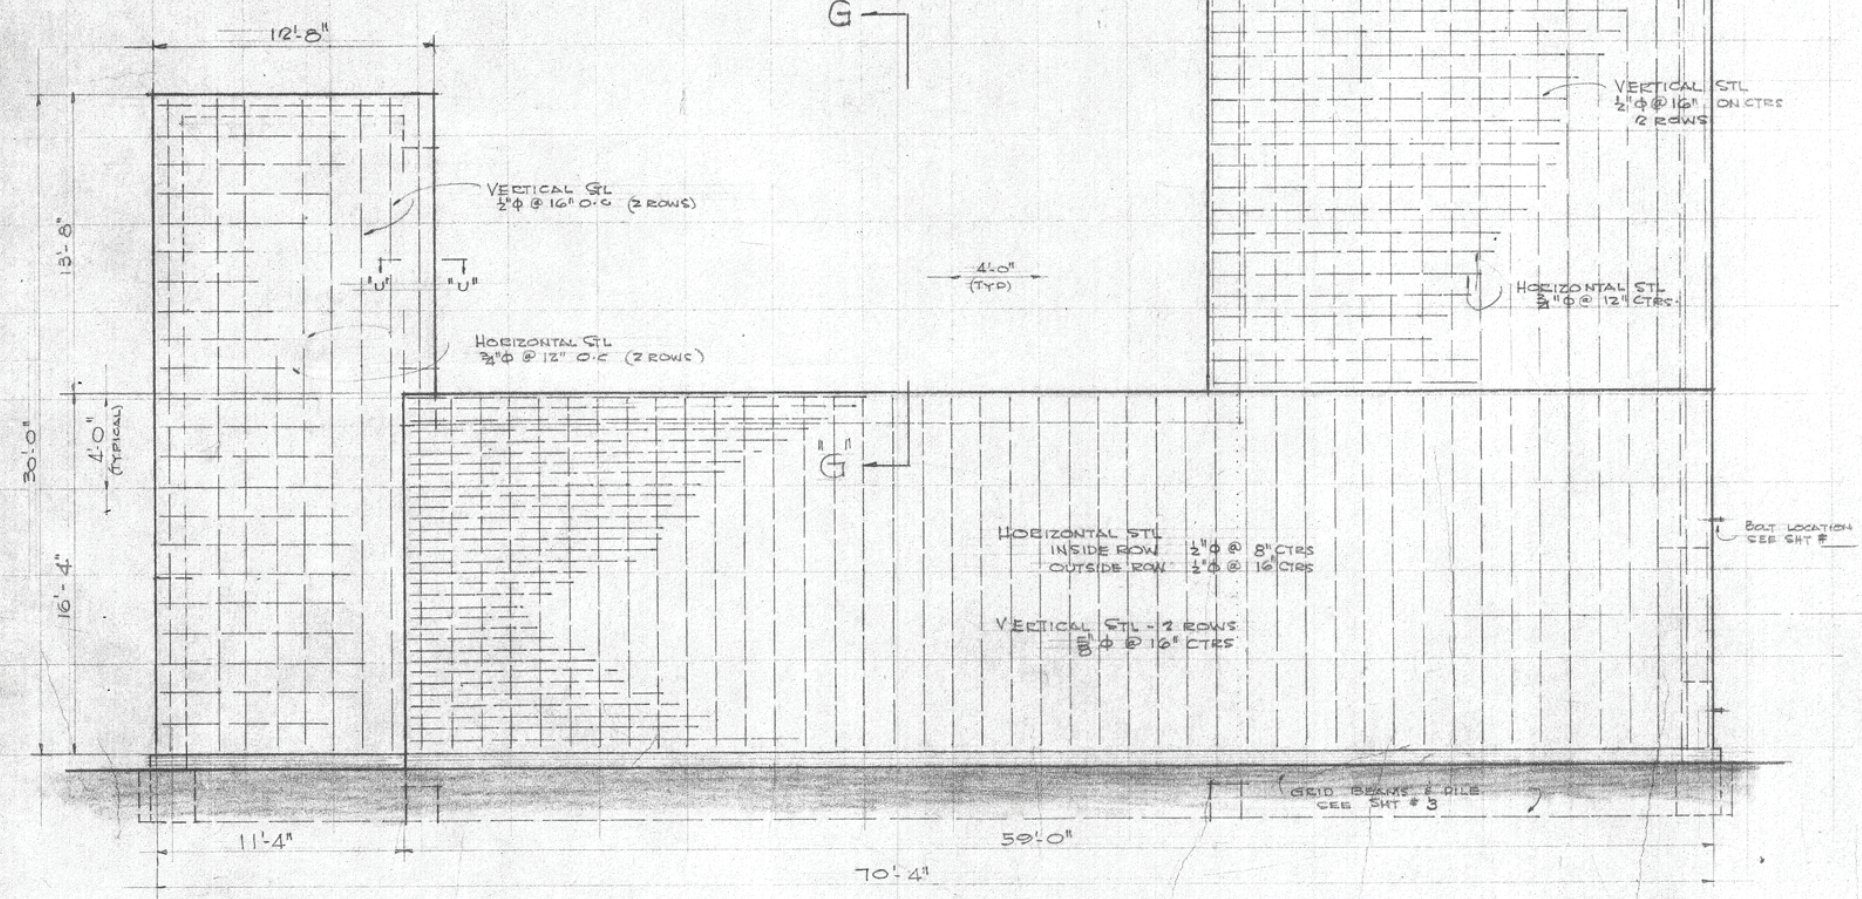 12'-8"
G
VERTICAL STL
½"Φ @ 16" ON CTRS
2 ROWS
VERTICAL STL
½"Φ @ 16" O.C (2 ROWS)
13'-8"
"U" "U"
4'-0"
(TYP)
HORIZONTAL STL
¾"Φ @ 12" CTRS.
HORIZONTAL STL
¾"Φ @ 12" O.C (2 ROWS)
30'-0"
4'-0"
(TYPICAL)
"G"
16'-4"
HORIZONTAL STL
INSIDE ROW ½"Φ @ 8" CTRS
OUTSIDE ROW ½"Φ @ 16" CTRS
BOLT LOCATION
SEE SHT #
VERTICAL STL - 2 ROWS
⅝"Φ @ 16" CTRS
GRID BEAMS & PILE
SEE SHT # 3
11'-4"
59'-0"
70'-4"